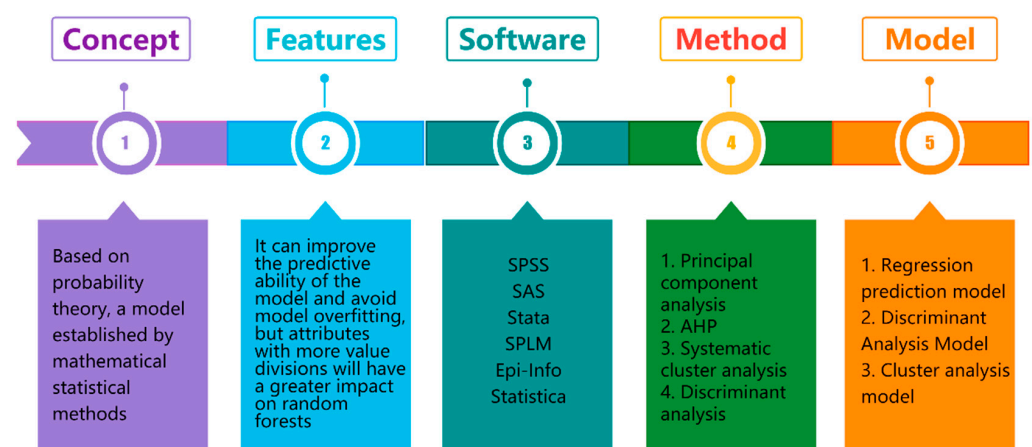 Concept
Features
Software
Method
Model
1
2
3
4
5
Based on
probability
theory, a model
established by
mathematical
statistical
methods
It can improve
the predictive
ability of the
model and avoid
model overfitting,
but attributes
with more value
divisions will have
a greater impact
on random
forests
SPSS
SAS
Stata
SPLM
Epi-Info
Statistica
1. Principal
component
analysis
2. AHP
3. Systematic
cluster analysis
4. Discriminant
analysis
1. Regression
prediction model
2. Discriminant
Analysis Model
3. Cluster analysis
model